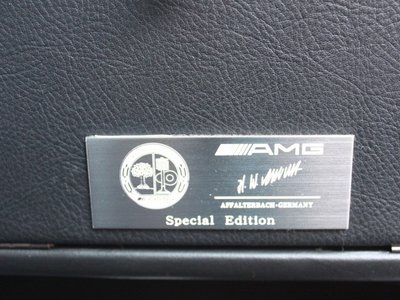 AMG
AFFALTERBACH-GERMANY
Special Edition